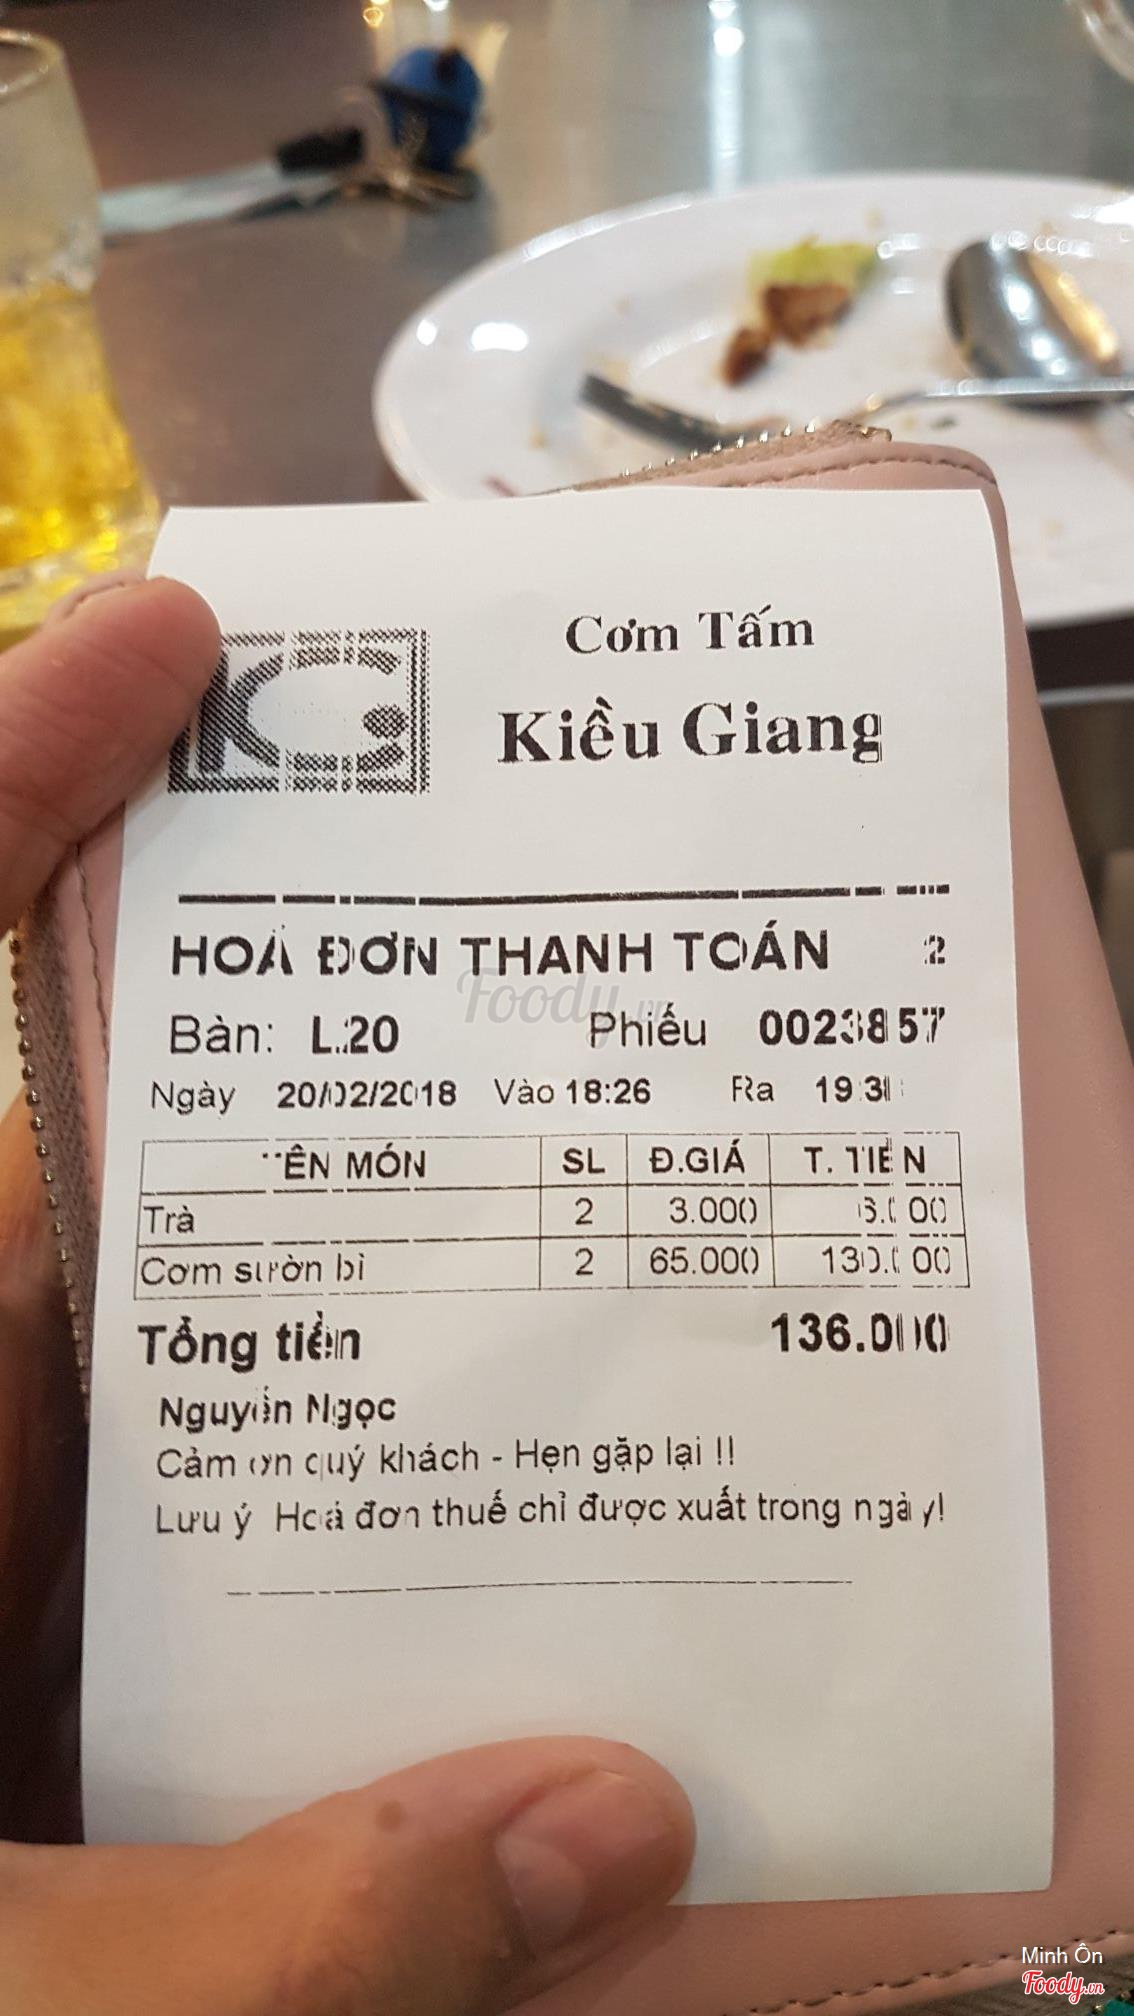 Cơm Tấm
Kiều Giang
HOÁ ĐƠN THANH TOÁN 2
Foody.vn
Bàn: L.20 Phiếu 0023857
Ngày 20/02/2018 Vào 18:26 Ra
TÊN MÓN SL Đ.GIÁ T. TIỀN
Trà 2 3.000 6.000
Cơm sườn bì 2 65.000 130.000
Tổng tiền 136.000
Nguyễn Ngọc
Cảm ơn quý khách - Hẹn gặp lại !!
Lưu ý Hoá đơn thuế chỉ được xuất trong ngày!
Minh Ôn
Foody.vn